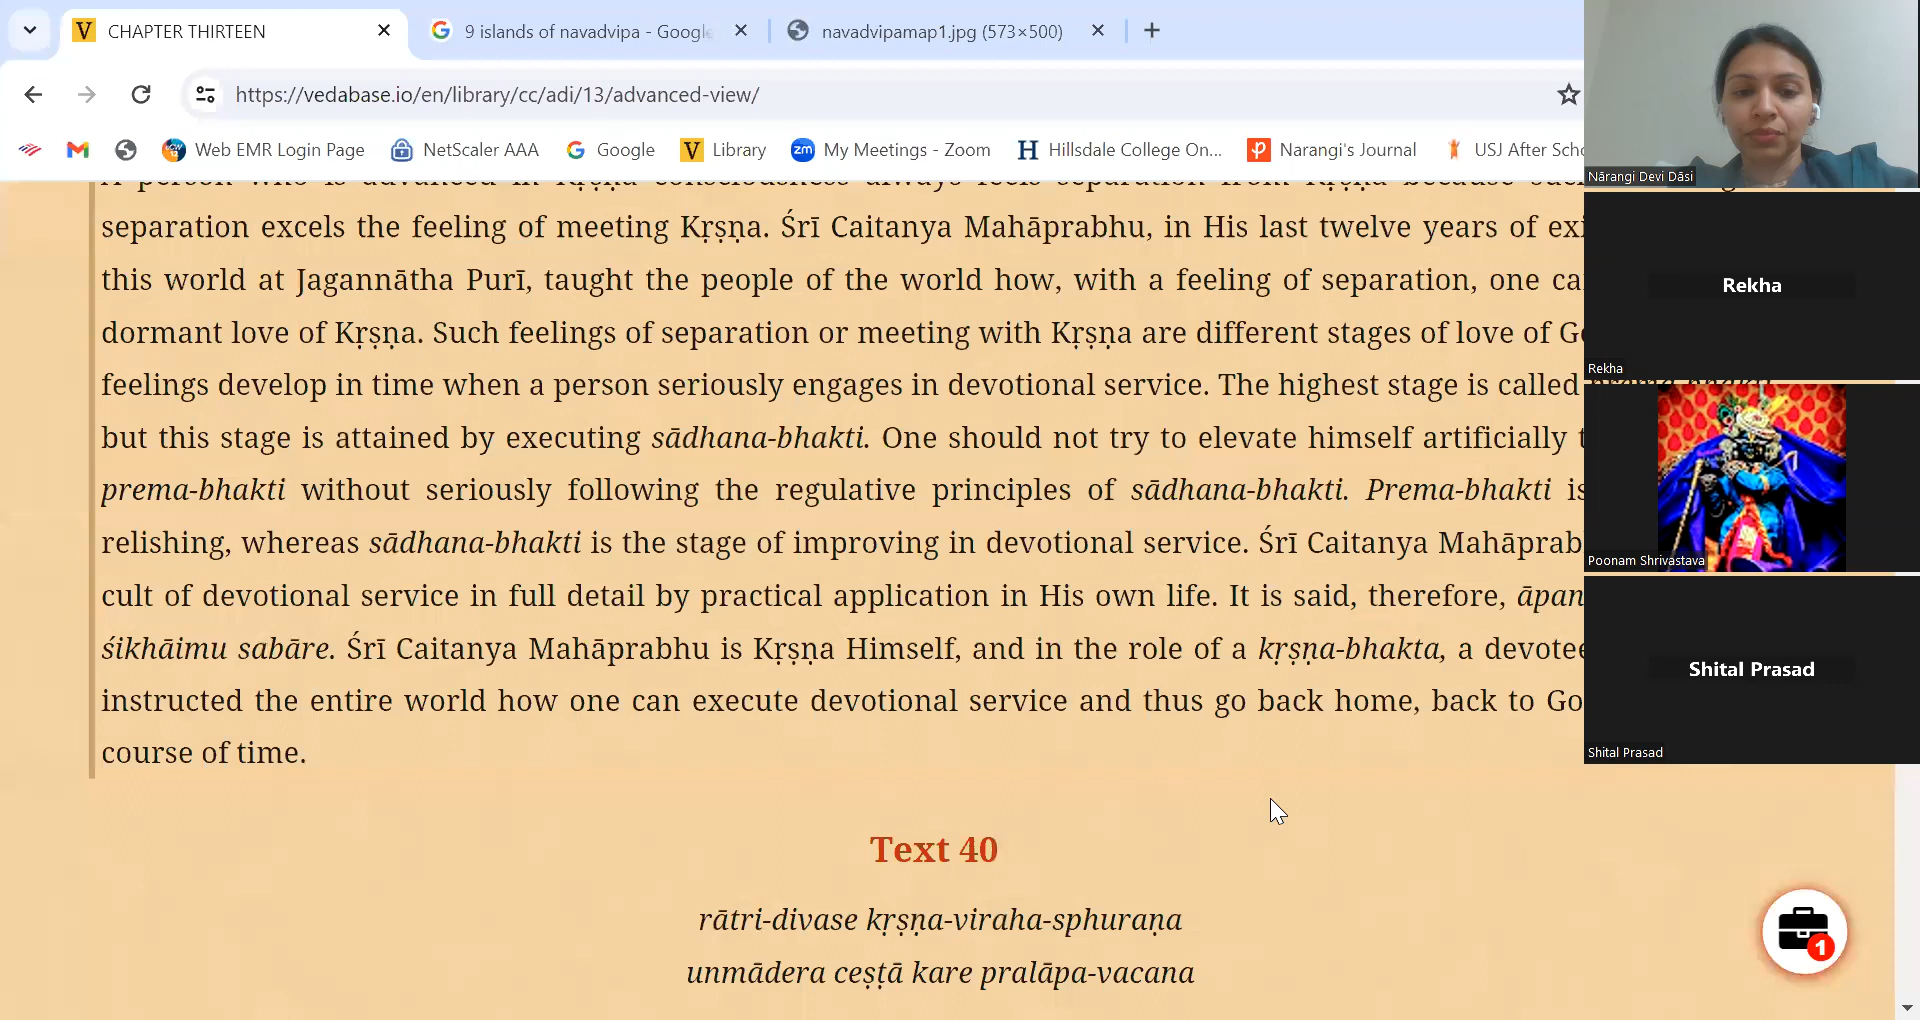 CHAPTER THIRTEEN
9 islands of navadvipa - Google
navadvipamap1.jpg (573×500)
https://vedabase.io/en/library/cc/adi/13/advanced-view/
Web EMR Login Page
NetScaler AAA
Google
Library
My Meetings - Zoom
Hillsdale College On...
Narangi's Journal
USJ After Scho
separation excels the feeling of meeting Kṛṣṇa. Śrī Caitanya Mahāprabhu, in His last twelve years of exi
this world at Jagannātha Purī, taught the people of the world how, with a feeling of separation, one ca
dormant love of Kṛṣṇa. Such feelings of separation or meeting with Kṛṣṇa are different stages of love of Go
feelings develop in time when a person seriously engages in devotional service. The highest stage is called
but this stage is attained by executing sādhana-bhakti. One should not try to elevate himself artificially t
prema-bhakti without seriously following the regulative principles of sādhana-bhakti. Prema-bhakti is
relishing, whereas sādhana-bhakti is the stage of improving in devotional service. Śrī Caitanya Mahāprab
cult of devotional service in full detail by practical application in His own life. It is said, therefore, āpan
śikhāimu sabāre. Śrī Caitanya Mahāprabhu is Kṛṣṇa Himself, and in the role of a kṛṣṇa-bhakta, a devotee
instructed the entire world how one can execute devotional service and thus go back home, back to Go
course of time.
Text 40
rātri-divase kṛṣṇa-viraha-sphuraṇa
unmādera ceṣṭā kare pralāpa-vacana
1
Nārangi Devi Dāsi
Rekha
Rekha
Poonam Shrivastava
Shital Prasad
Shital Prasad